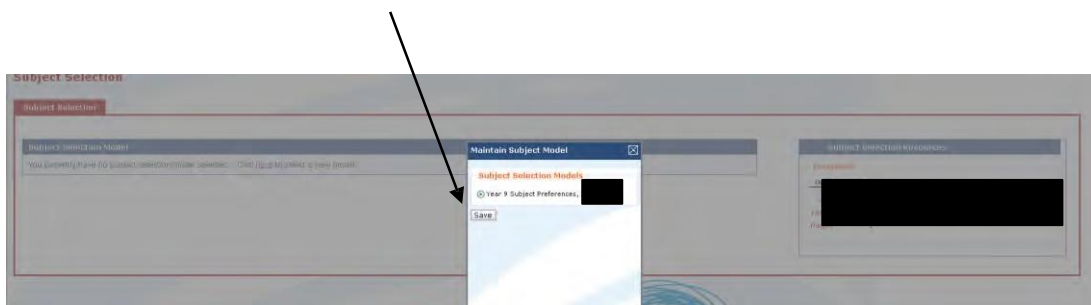 Subject Selection
Subject Selection
Subject Selection Model
You currently have no subject selection model selected. Click here to select a new model.
Maintain Subject Model
Subject Selection Models
Year 9 Subject Preferences,
Save
Subject Selection Resources